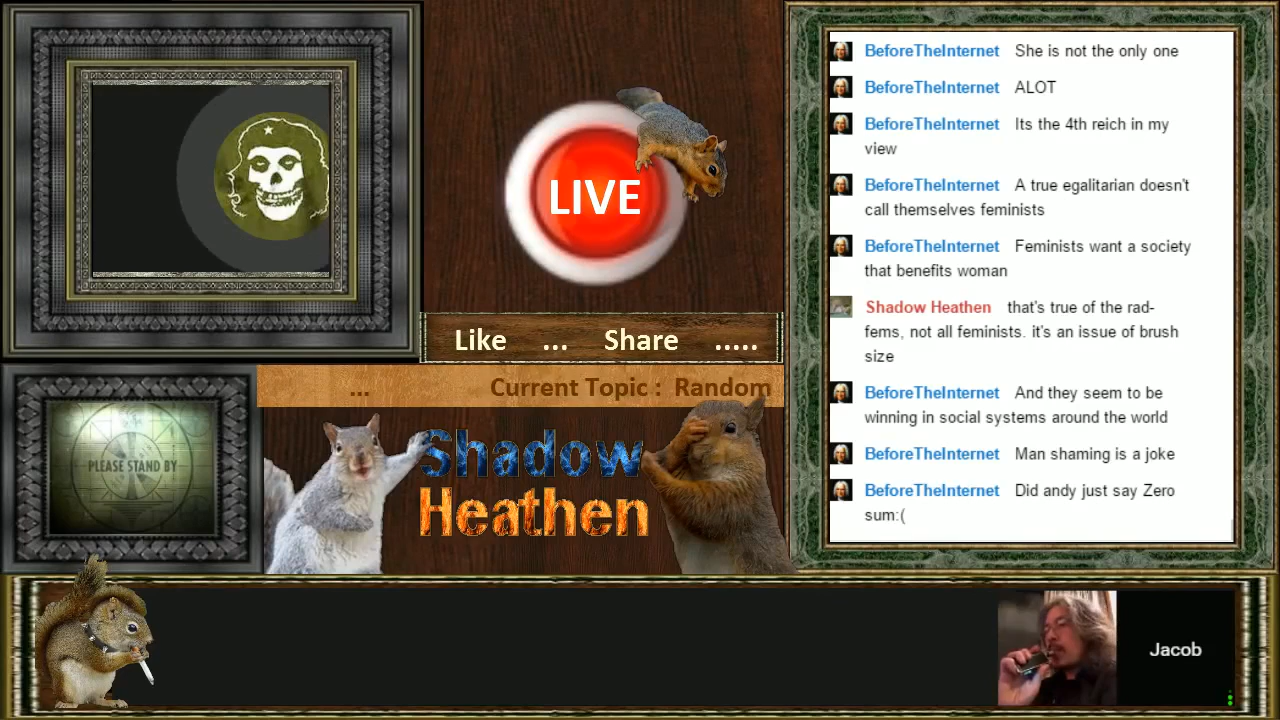 LIVE
Like ... Share .....
... Current Topic : Random
PLEASE STAND BY
Shadow
Heathen
BeforeTheInternet She is not the only one
BeforeTheInternet ALOT
BeforeTheInternet Its the 4th reich in my
view
BeforeTheInternet A true egalitarian doesn't
call themselves feminists
BeforeTheInternet Feminists want a society
that benefits woman
Shadow Heathen that's true of the rad-
fems, not all feminists. it's an issue of brush
size
BeforeTheInternet And they seem to be
winning in social systems around the world
BeforeTheInternet Man shaming is a joke
BeforeTheInternet Did andy just say Zero
sum:(
Jacob